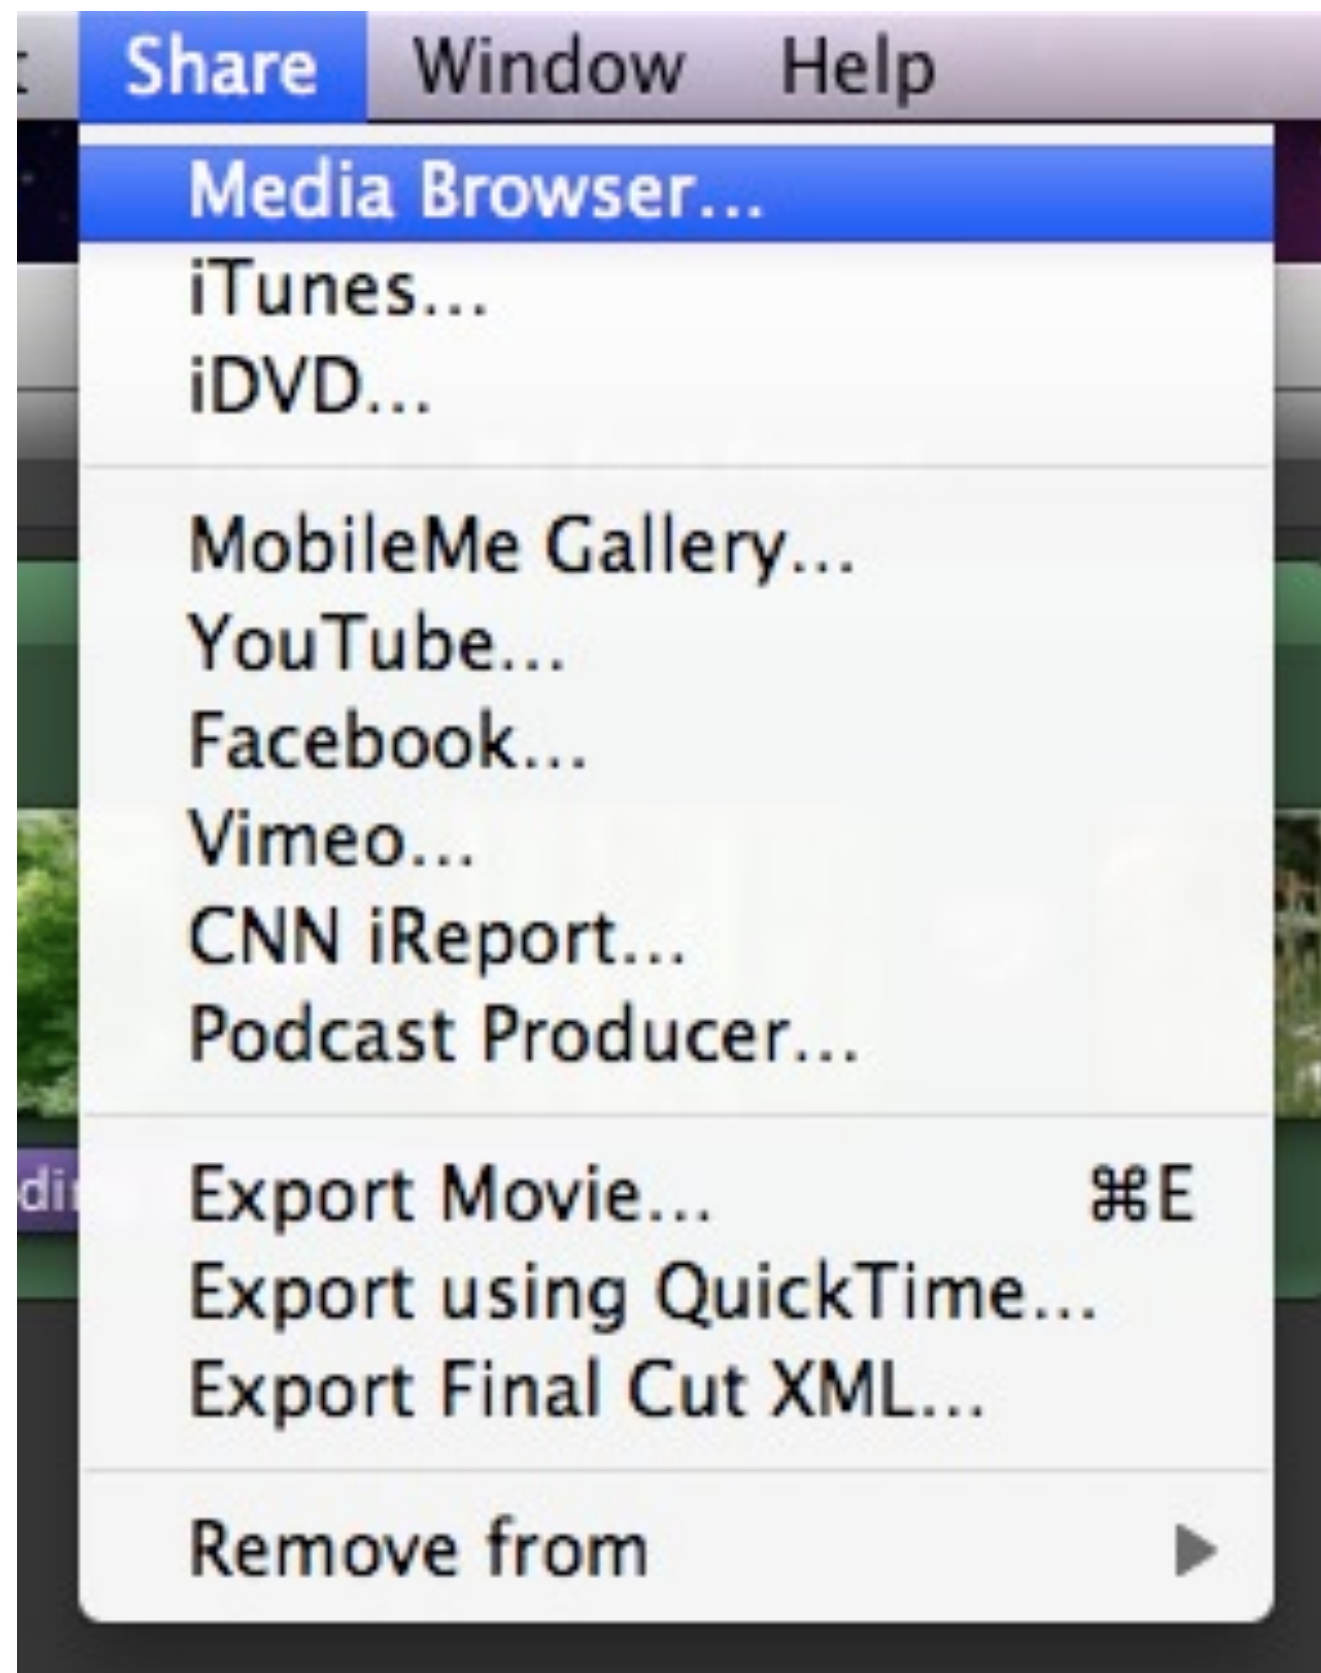 Share Window Help
Media Browser...
iTunes...
iDVD...
MobileMe Gallery...
YouTube...
Facebook...
Vimeo...
CNN iReport...
Podcast Producer...
Export Movie... ⌘E
Export using QuickTime...
Export Final Cut XML...
Remove from